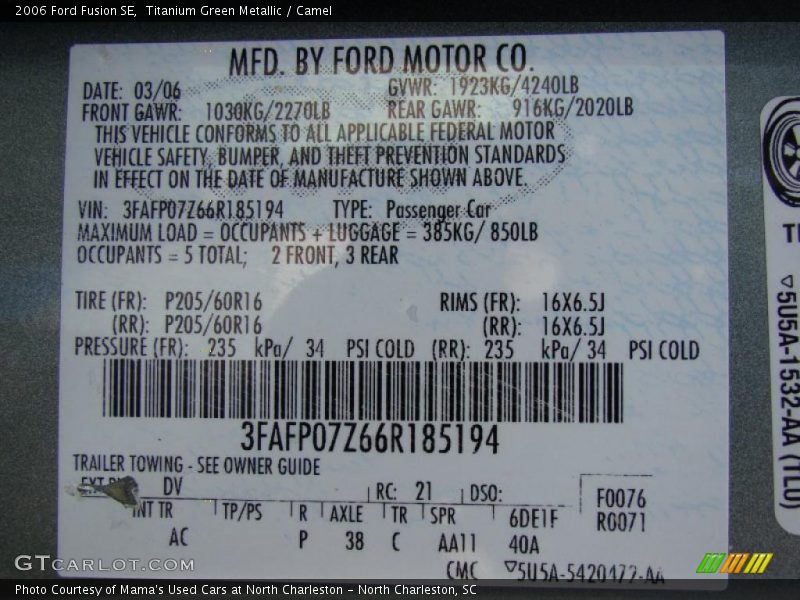 2006 Ford Fusion SE,  Titanium Green Metallic / Camel
MFD. BY FORD MOTOR CO.
DATE: 03/06 GVWR: 1923KG/4240LB
FRONT GAWR: 1030KG/2270LB REAR GAWR: 916KG/2020LB
THIS VEHICLE CONFORMS TO ALL APPLICABLE FEDERAL MOTOR
VEHICLE SAFETY, BUMPER, AND THEFT PREVENTION STANDARDS
IN EFFECT ON THE DATE OF MANUFACTURE SHOWN ABOVE.
VIN: 3FAFP07Z66R185194 TYPE: Passenger Car
MAXIMUM LOAD = OCCUPANTS + LUGGAGE = 385KG/ 850LB
OCCUPANTS = 5 TOTAL; 2 FRONT, 3 REAR
TIRE (FR): P205/60R16 RIMS (FR): 16X6.5J
(RR): P205/60R16 (RR): 16X6.5J
PRESSURE (FR): 235 kPa/ 34 PSI COLD (RR): 235 kPa/ 34 PSI COLD
3FAFP07Z66R185194
TRAILER TOWING - SEE OWNER GUIDE
EXT DV RC: 21 DSO: F0076
INT TR TP/PS R AXLE TR SPR 6DE1F R0071
AC P 38 C AA11 40A
CMC ▽5U5A-5420472-AA
▽5U5A-1532-AA (TL0)
GTCARLOT.COM
Photo Courtesy of Mama's Used Cars at North Charleston – North Charleston, SC